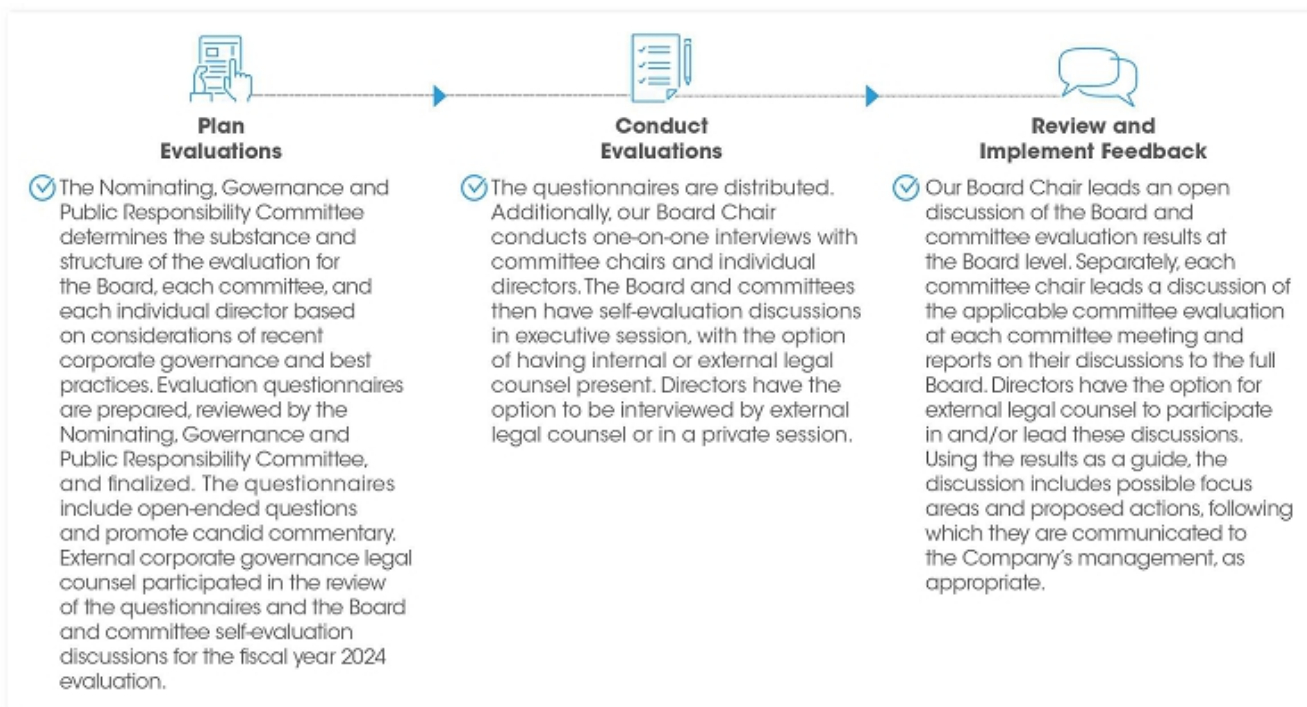 Plan
Evaluations
The Nominating, Governance and
Public Responsibility Committee
determines the substance and
structure of the evaluation for
the Board, each committee, and
each individual director based
on considerations of recent
corporate governance and best
practices. Evaluation questionnaires
are prepared, reviewed by the
Nominating, Governance and
Public Responsibility Committee,
and finalized. The questionnaires
include open-ended questions
and promote candid commentary.
External corporate governance legal
counsel participated in the review
of the questionnaires and the Board
and committee self-evaluation
discussions for the fiscal year 2024
evaluation.
Conduct
Evaluations
The questionnaires are distributed.
Additionally, our Board Chair
conducts one-on-one interviews with
committee chairs and individual
directors. The Board and committees
then have self-evaluation discussions
in executive session, with the option
of having internal or external legal
counsel present. Directors have the
option to be interviewed by external
legal counsel or in a private session.
Review and
Implement Feedback
Our Board Chair leads an open
discussion of the Board and
committee evaluation results at
the Board level. Separately, each
committee chair leads a discussion of
the applicable committee evaluation
at each committee meeting and
reports on their discussions to the full
Board. Directors have the option for
external legal counsel to participate
in and/or lead these discussions.
Using the results as a guide, the
discussion includes possible focus
areas and proposed actions, following
which they are communicated to
the Company's management, as
appropriate.